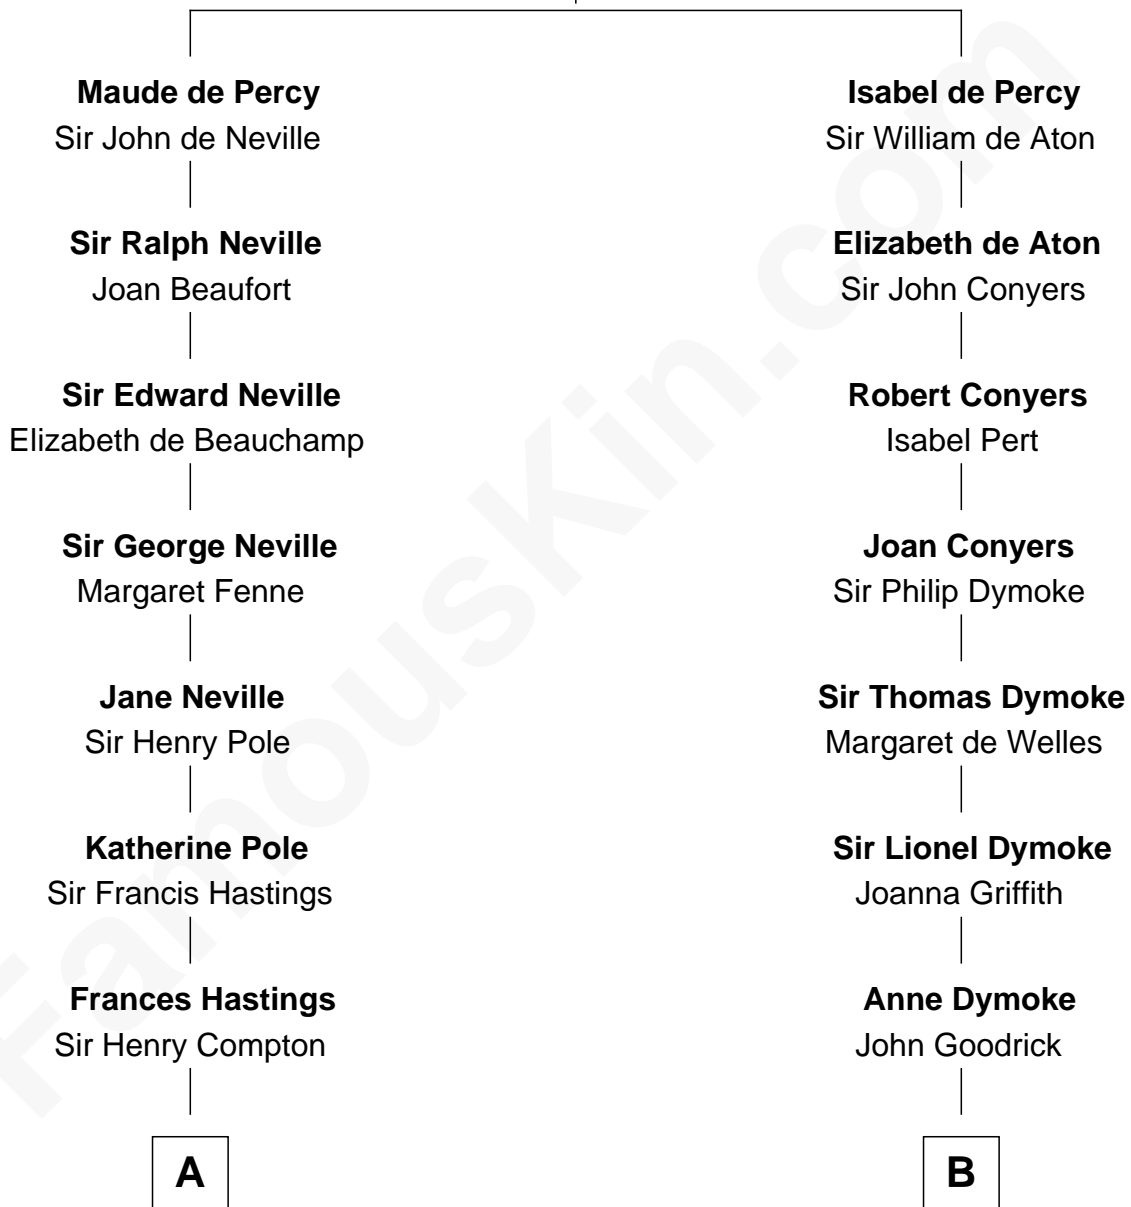 Maude de Percy
Sir John de Neville
Isabel de Percy
Sir William de Aton
Sir Ralph Neville
Joan Beaufort
Elizabeth de Aton
Sir John Conyers
Sir Edward Neville
Elizabeth de Beauchamp
Robert Conyers
Isabel Pert
Sir George Neville
Margaret Fenne
Joan Conyers
Sir Philip Dymoke
Jane Neville
Sir Henry Pole
Sir Thomas Dymoke
Margaret de Welles
Katherine Pole
Sir Francis Hastings
Sir Lionel Dymoke
Joanna Griffith
Frances Hastings
Sir Henry Compton
Anne Dymoke
John Goodrick
A
B
FamousKin.com